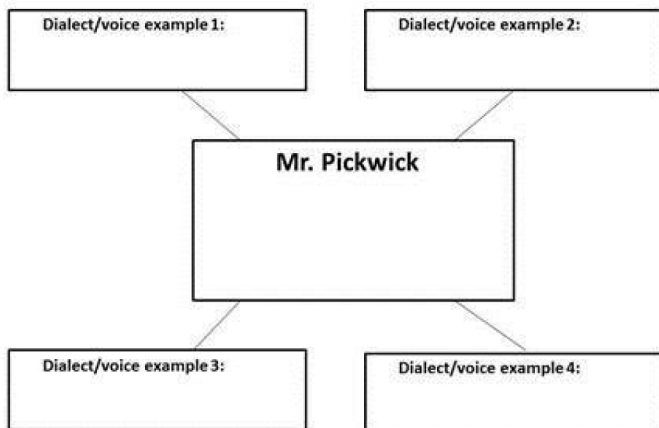 Dialect/voice example 1:
Dialect/voice example 2:
Mr. Pickwick
Dialect/voice example 3:
Dialect/voice example 4: